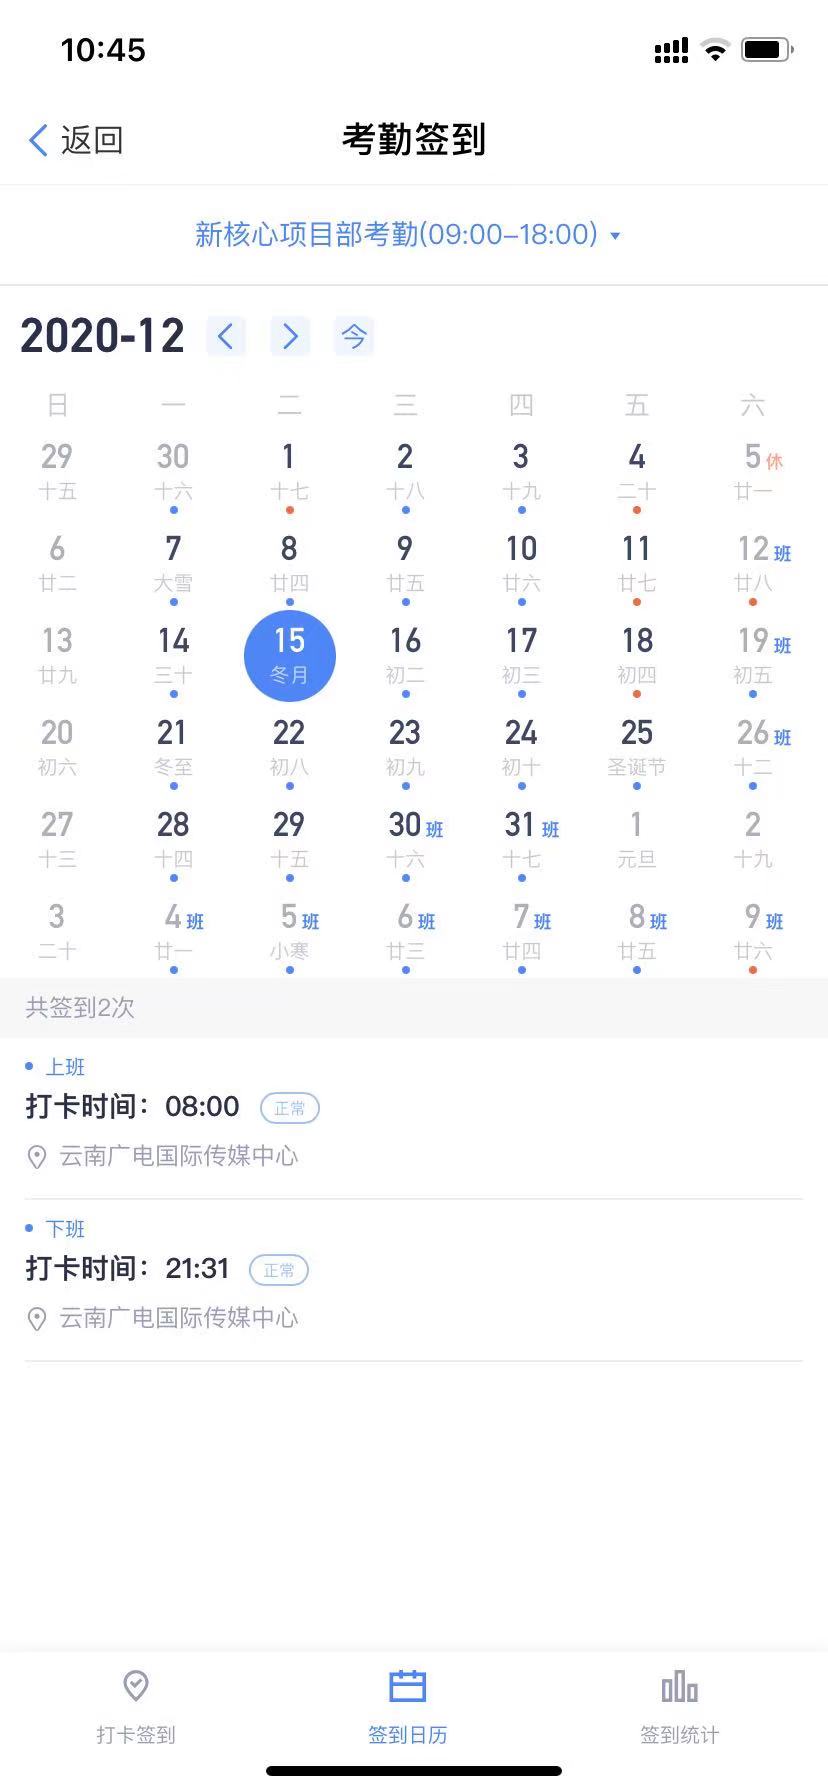 10:45
返回
考勤签到
新核心项目部考勤(09:00-18:00)
2020-12 今
日 一 二 三 四 五 六
29 30 1 2 3 4 5 休
十五 十六 十七 十八 十九 二十 廿一
6 7 8 9 10 11 12 班
廿二 大雪 廿四 廿五 廿六 廿七 廿八
13 14 15 16 17 18 19 班
廿九 三十 冬月 初二 初三 初四 初五
20 21 22 23 24 25 26 班
初六 冬至 初八 初九 初十 圣诞节 十二
27 28 29 30 班 31 班 1 2
十三 十四 十五 十六 十七 元旦 十九
3 4 班 5 班 6 班 7 班 8 班 9 班
二十 廿一 小寒 廿三 廿四 廿五 廿六
共签到2次
上班
打卡时间：08:00 正常
云南广电国际传媒中心
下班
打卡时间：21:31 正常
云南广电国际传媒中心
打卡签到 签到日历 签到统计